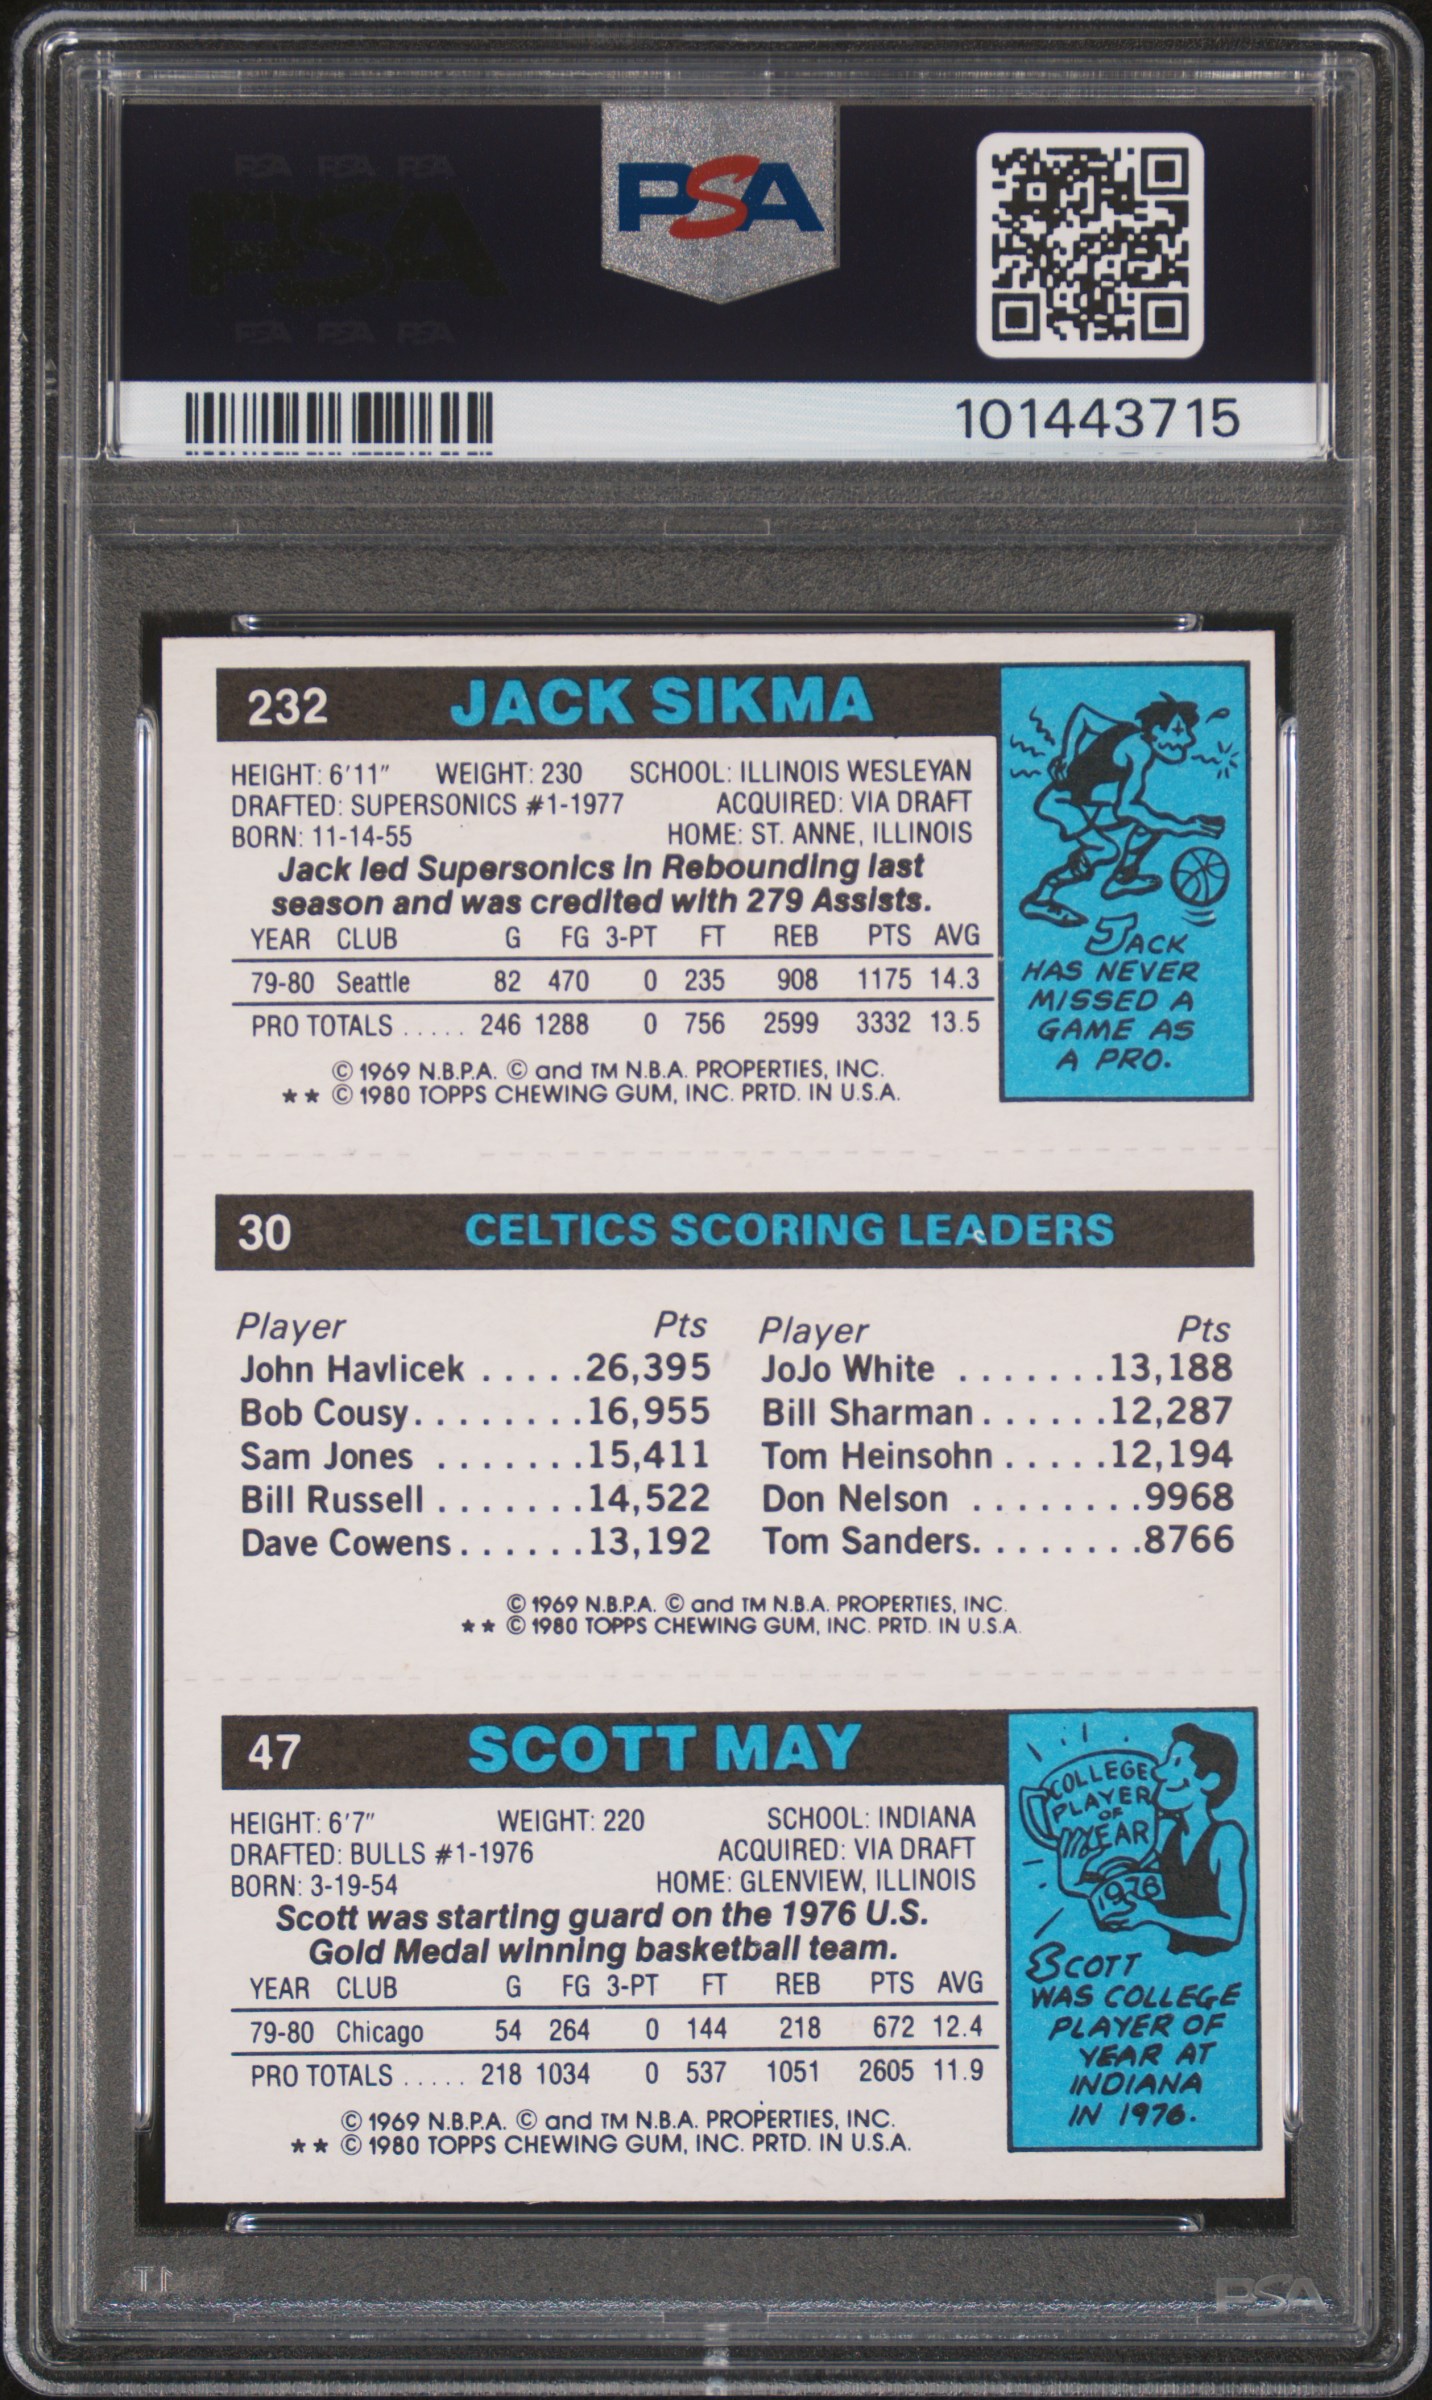 PSA PSA PSA
PSA
PSA PSA PSA
PSA
101443715
232 JACK SIKMA
HEIGHT: 6'11" WEIGHT: 230 SCHOOL: ILLINOIS WESLEYAN
DRAFTED: SUPERSONICS #1-1977 ACQUIRED: VIA DRAFT
BORN: 11-14-55 HOME: ST. ANNE, ILLINOIS
Jack led Supersonics in Rebounding last
season and was credited with 279 Assists.
YEAR CLUB G FG 3-PT FT REB PTS AVG
79-80 Seattle 82 470 0 235 908 1175 14.3
PRO TOTALS ..... 246 1288 0 756 2599 3332 13.5
© 1969 N.B.P.A. © and TM N.B.A. PROPERTIES, INC.
** © 1980 TOPPS CHEWING GUM, INC. PRTD. IN U.S.A.
JACK
HAS NEVER
MISSED A
GAME AS
A PRO.
30 CELTICS SCORING LEADERS
Player Pts Player Pts
John Havlicek .....26,395 JoJo White .......13,188
Bob Cousy........16,955 Bill Sharman......12,287
Sam Jones .......15,411 Tom Heinsohn.....12,194
Bill Russell.......14,522 Don Nelson ........9968
Dave Cowens......13,192 Tom Sanders........8766
© 1969 N.B.P.A. © and TM N.B.A. PROPERTIES, INC.
** © 1980 TOPPS CHEWING GUM, INC. PRTD. IN U.S.A.
47 SCOTT MAY
HEIGHT: 6'7" WEIGHT: 220 SCHOOL: INDIANA
DRAFTED: BULLS #1-1976 ACQUIRED: VIA DRAFT
BORN: 3-19-54 HOME: GLENVIEW, ILLINOIS
Scott was starting guard on the 1976 U.S.
Gold Medal winning basketball team.
YEAR CLUB G FG 3-PT FT REB PTS AVG
79-80 Chicago 54 264 0 144 218 672 12.4
PRO TOTALS ..... 218 1034 0 537 1051 2605 11.9
© 1969 N.B.P.A. © and TM N.B.A. PROPERTIES, INC.
** © 1980 TOPPS CHEWING GUM, INC. PRTD. IN U.S.A.
COLLEGE
PLAYER
OF
YEAR
1976
SCOTT
WAS COLLEGE
PLAYER OF
YEAR AT
INDIANA
IN 1976.
PSA